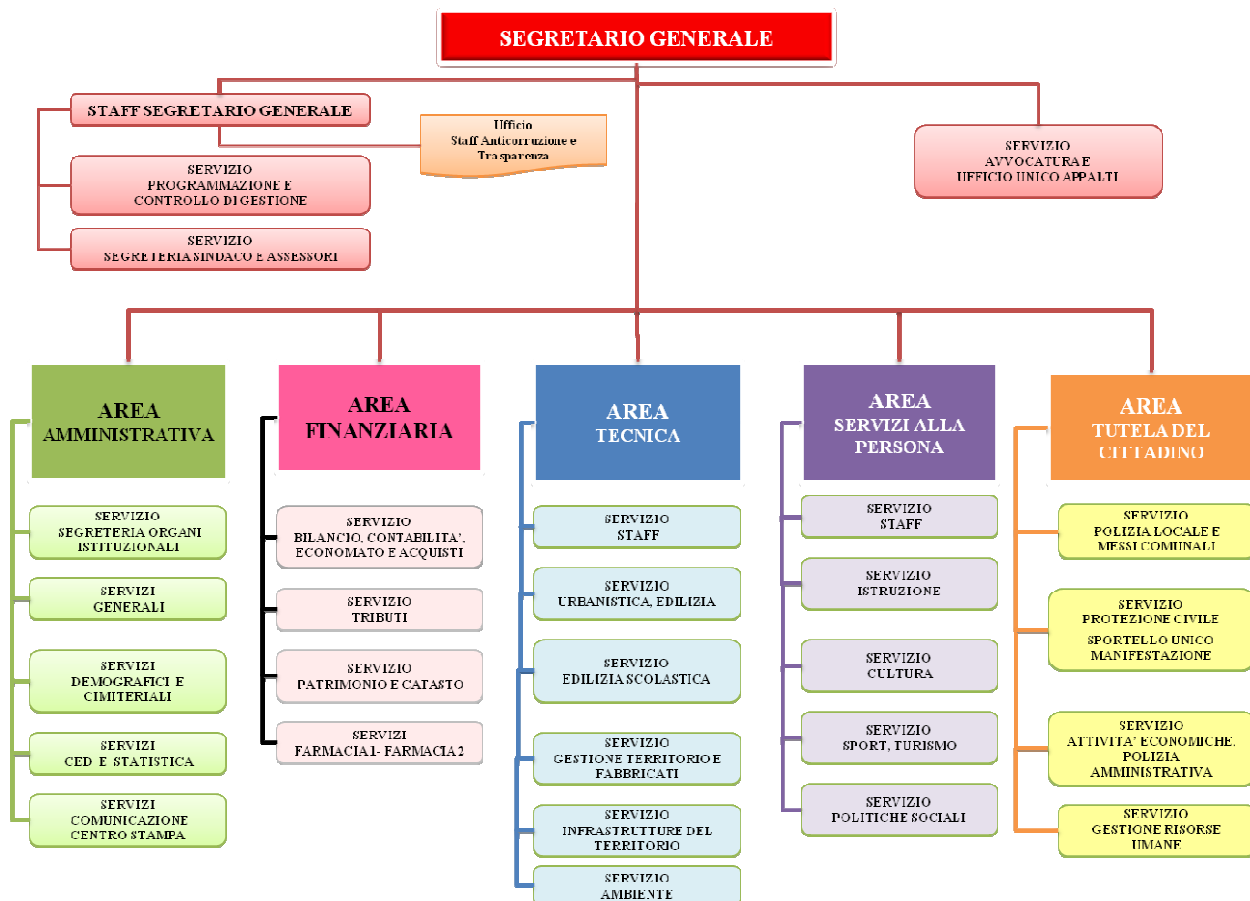 SEGRETARIO GENERALE
STAFF SEGRETARIO GENERALE
Ufficio
Staff Anticorruzione e
Trasparenza
SERVIZIO
AVVOCATURA E
UFFICIO UNICO APPALTI
SERVIZIO
PROGRAMMAZIONE E
CONTROLLO DI GESTIONE
SERVIZIO
SEGRETERIA SINDACO E ASSESSORI
AREA
AMMINISTRATIVA
SERVIZIO
SEGRETERIA ORGANI
ISTITUZIONALI
SERVIZI
GENERALI
SERVIZI
DEMOGRAFICI E
CIMITERIALI
SERVIZI
CED E STATISTICA
SERVIZI
COMUNICAZIONE
CENTRO STAMPA
AREA
FINANZIARIA
SERVIZIO
BILANCIO, CONTABILITA',
ECONOMATO E ACQUISTI
SERVIZIO
TRIBUTI
SERVIZIO
PATRIMONIO E CATASTO
SERVIZI
FARMACIA 1- FARMACIA 2
AREA
TECNICA
SERVIZIO
STAFF
SERVIZIO
URBANISTICA, EDILIZIA
SERVIZIO
EDILIZIA SCOLASTICA
SERVIZIO
GESTIONE TERRITORIO E
FABBRICATI
SERVIZIO
INFRASTRUTTURE DEL
TERRITORIO
SERVIZIO
AMBIENTE
AREA
SERVIZI ALLA
PERSONA
SERVIZIO
STAFF
SERVIZIO
ISTRUZIONE
SERVIZIO
CULTURA
SERVIZIO
SPORT, TURISMO
SERVIZIO
POLITICHE SOCIALI
AREA
TUTELA DEL
CITTADINO
SERVIZIO
POLIZIA LOCALE E
MESSI COMUNALI
SERVIZIO
PROTEZIONE CIVILE
SPORTELLO UNICO
MANIFESTAZIONE
SERVIZIO
ATTIVITA' ECONOMICHE,
POLIZIA
AMMINISTRATIVA
SERVIZIO
GESTIONE RISORSE
UMANE